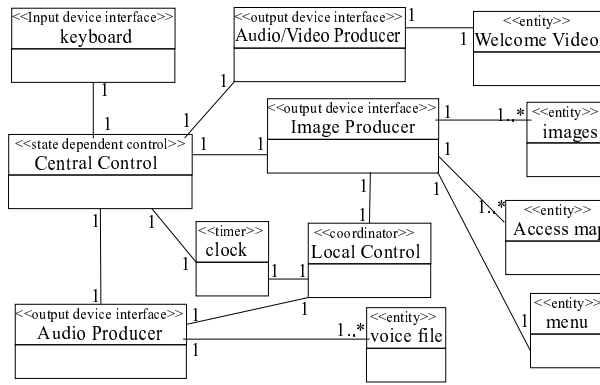 <<Input device interface>>
keyboard
<<output device interface>>
Audio/Video Producer
<<entity>>
Welcome Video
1
1
1
1
1
1
<<output device interface>>
Image Producer
<<entity>>
images
1
1..*
<<state dependent control>>
Central Control
1
1
1
1
1
<<entity>>
Access map
1..*
<<timer>>
clock
<<coordinator>>
Local Control
1
1
1
1
1
1
<<entity>>
menu
1
<<output device interface>>
Audio Producer
1
1
1
1
<<entity>>
voice file
1..*